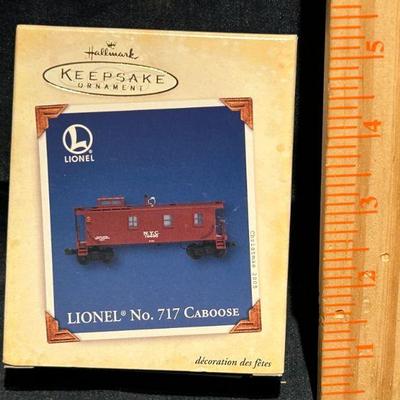 Hallmark
KEEPSAKE
ORNAMENT
L
LIONEL
N.Y.C.
Christmas 2005
LIONEL® No. 717 CABOOSE
décoration des fêtes
5
4
3
2
1